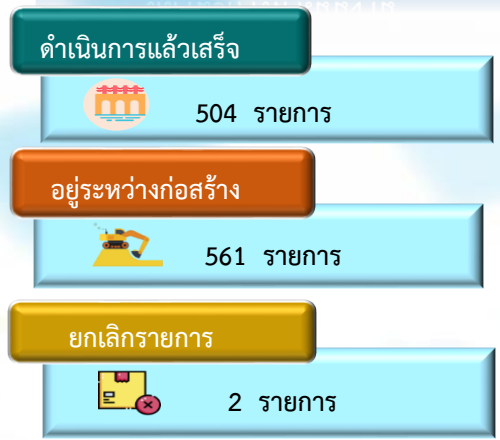 ดำเนินการแล้วเสร็จ
504 รายการ
อยู่ระหว่างก่อสร้าง
561 รายการ
ยกเลิกรายการ
2 รายการ